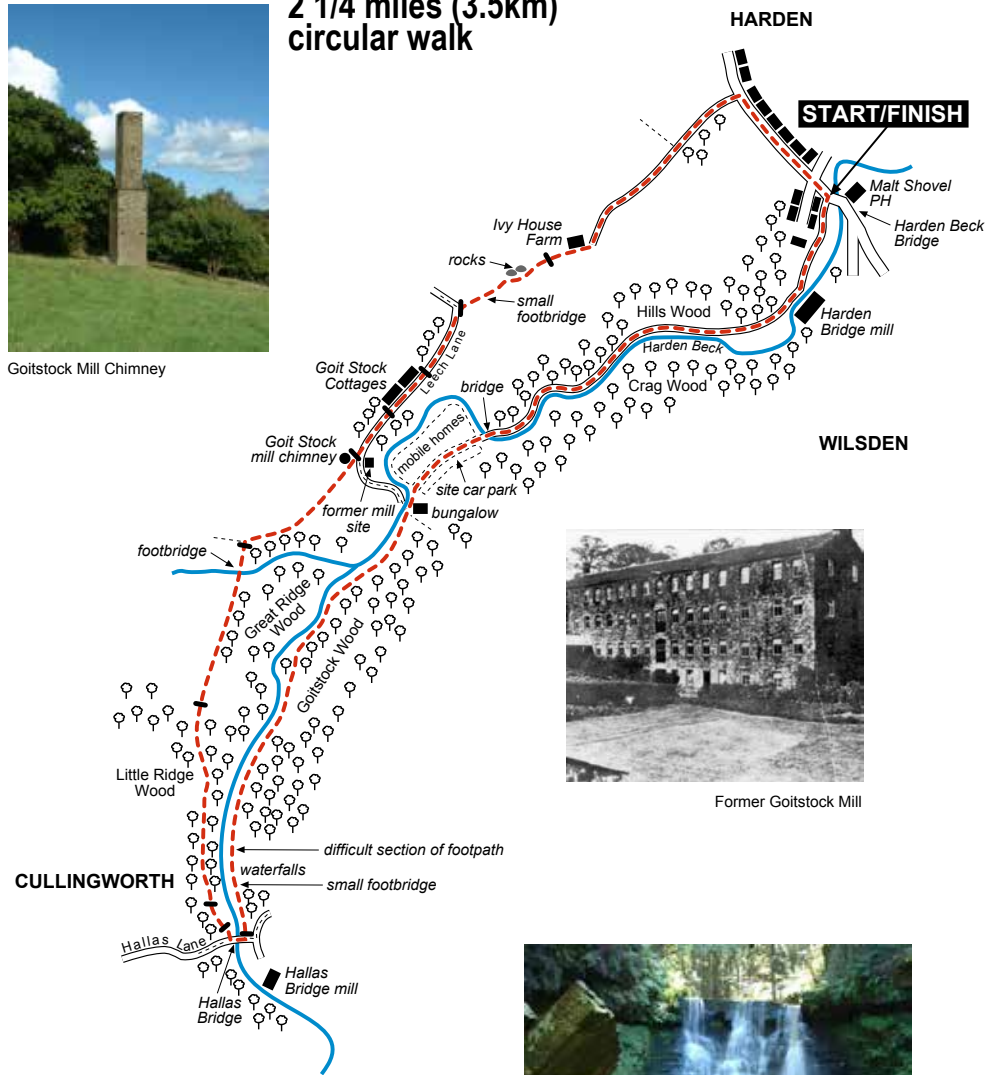 2 1/4 miles (3.5km)
circular walk
HARDEN
START/FINISH
Malt Shovel
PH
Harden Beck
Bridge
Ivy House
Farm
rocks
small
footbridge
Hills Wood
Harden
Bridge mill
Harden Beck
Goitstock Mill Chimney
Goit Stock
Cottages
Leech Lane
bridge
Crag Wood
mobile homes
WILSDEN
Goit Stock
mill chimney
site car park
former mill
site
bungalow
footbridge
Great Ridge
Wood
Goitstock Wood
Little Ridge
Wood
Former Goitstock Mill
difficult section of footpath
waterfalls
CULLINGWORTH
small footbridge
Hallas Lane
Hallas
Bridge mill
Hallas
Bridge